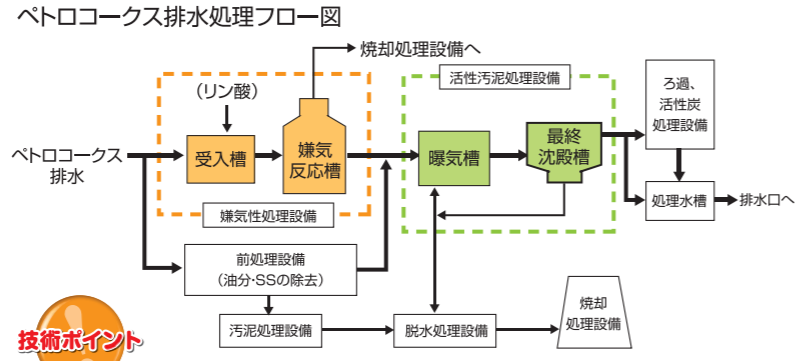 ペトロコークス排水処理フロー図
焼却処理設備へ
活性汚泥処理設備
(リン酸)
ろ過、
活性炭
処理設備
ペトロコークス
排水
受入槽
嫌気
反応槽
曝気槽
最終
沈殿槽
処理水槽
排水口へ
嫌気性処理設備
前処理設備
(油分・SSの除去)
汚泥処理設備
脱水処理設備
焼却
処理設備
技術ポイント